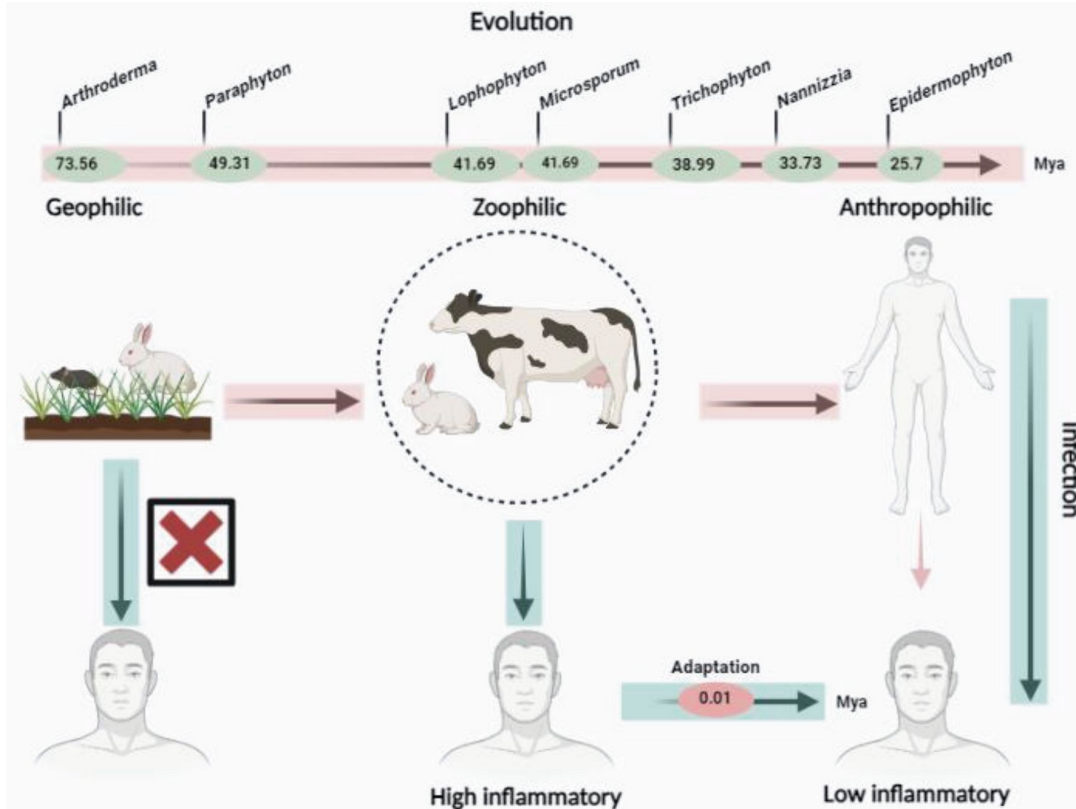 Evolution
Arthroderma
Paraphyton
Lophophyton
Microsporum
Trichophyton
Nannizzia
Epidermophyton
73.56
49.31
41.69
41.69
38.99
33.73
25.7
Mya
Geophilic
Zoophilic
Anthropophilic
Infection
Adaptation
0.01
Mya
High inflammatory
Low inflammatory